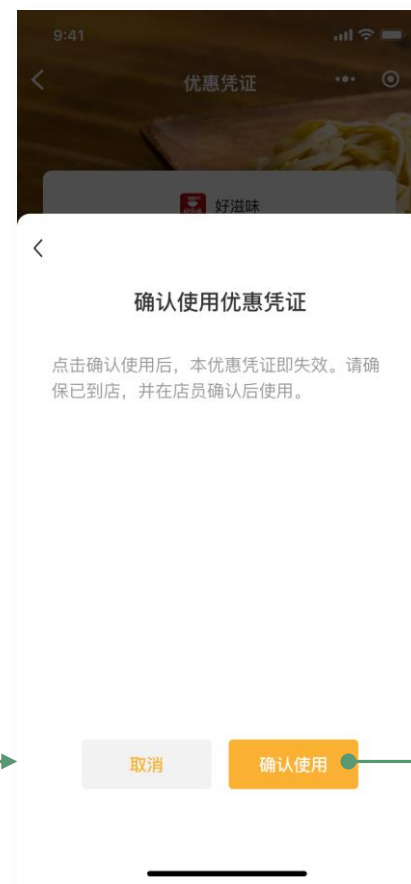 9:41
优惠凭证
好滋味
确认使用优惠凭证
点击确认使用后，本优惠凭证即失效。请确
保已到店，并在店员确认后使用。
取消
确认使用